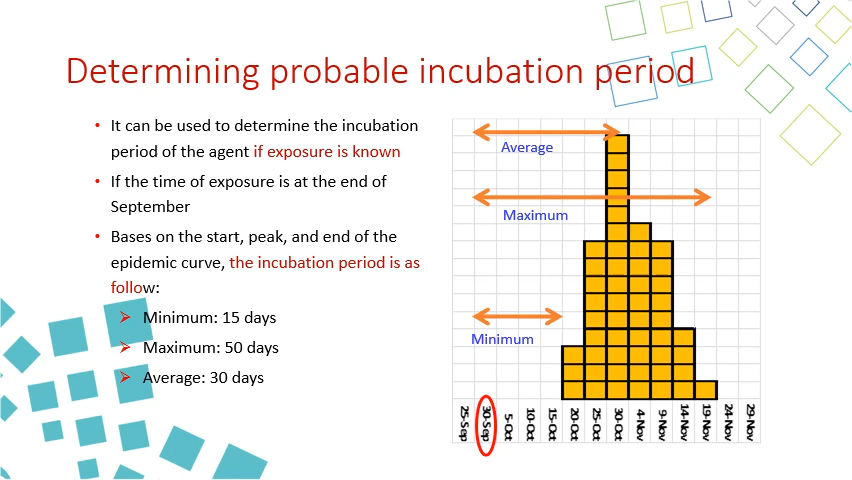 Determining probable incubation period
• It can be used to determine the incubation
period of the agent if exposure is known
• If the time of exposure is at the end of
September
• Bases on the start, peak, and end of the
epidemic curve, the incubation period is as
follow:
➢ Minimum: 15 days
➢ Maximum: 50 days
➢ Average: 30 days
Average
Maximum
Minimum
25-Sep
30-Sep
5-Oct
10-Oct
15-Oct
20-Oct
25-Oct
30-Oct
4-Nov
9-Nov
14-Nov
19-Nov
24-Nov
29-Nov